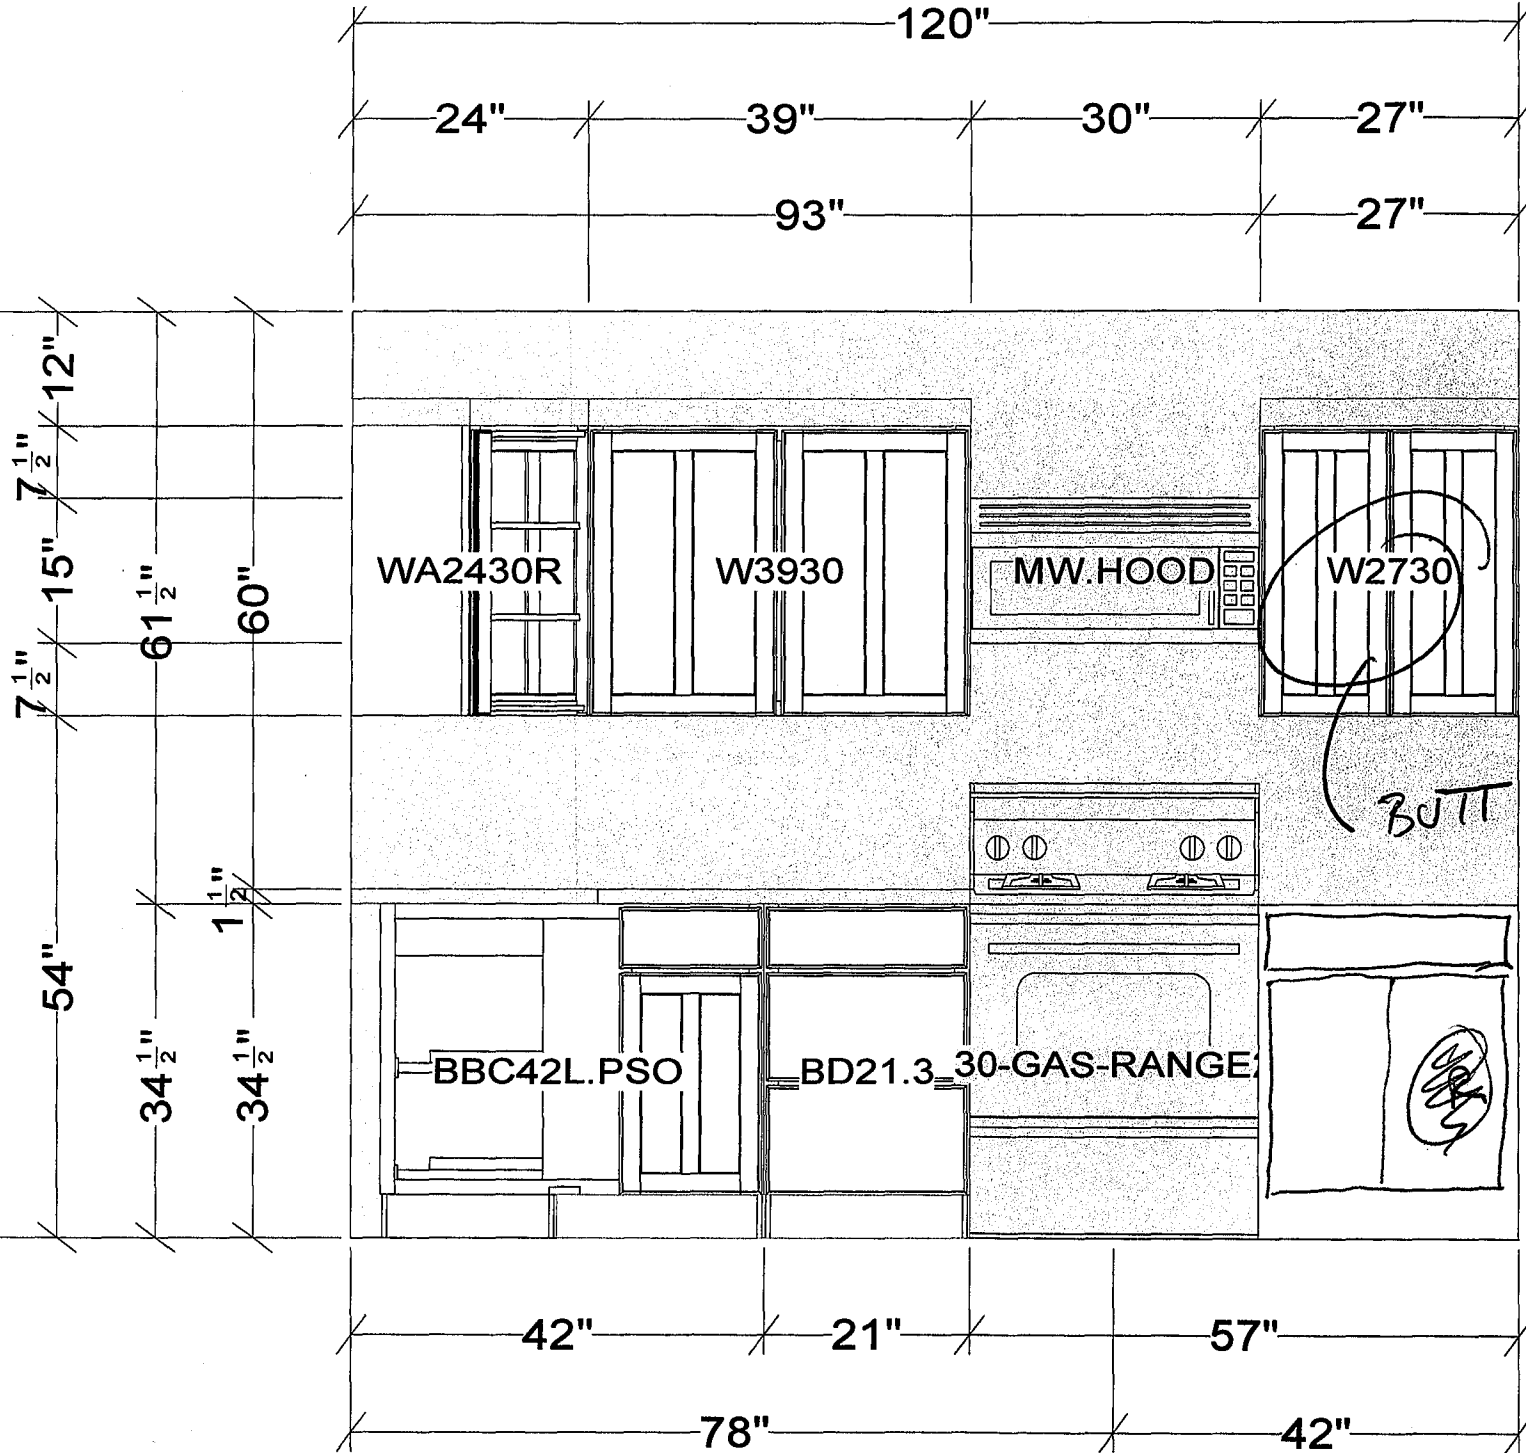 120"
24" 39" 30" 27"
93" 27"
12"
7 1/2"
15"
7 1/2"
54"
61 1/2"
34 1/2"
60"
1 1/2"
34 1/2"
WA2430R W3930 MW.HOOD W2730
BUTT
BBC42L.PSO BD21.3 30-GAS-RANGE2
42" 21" 57"
78" 42"